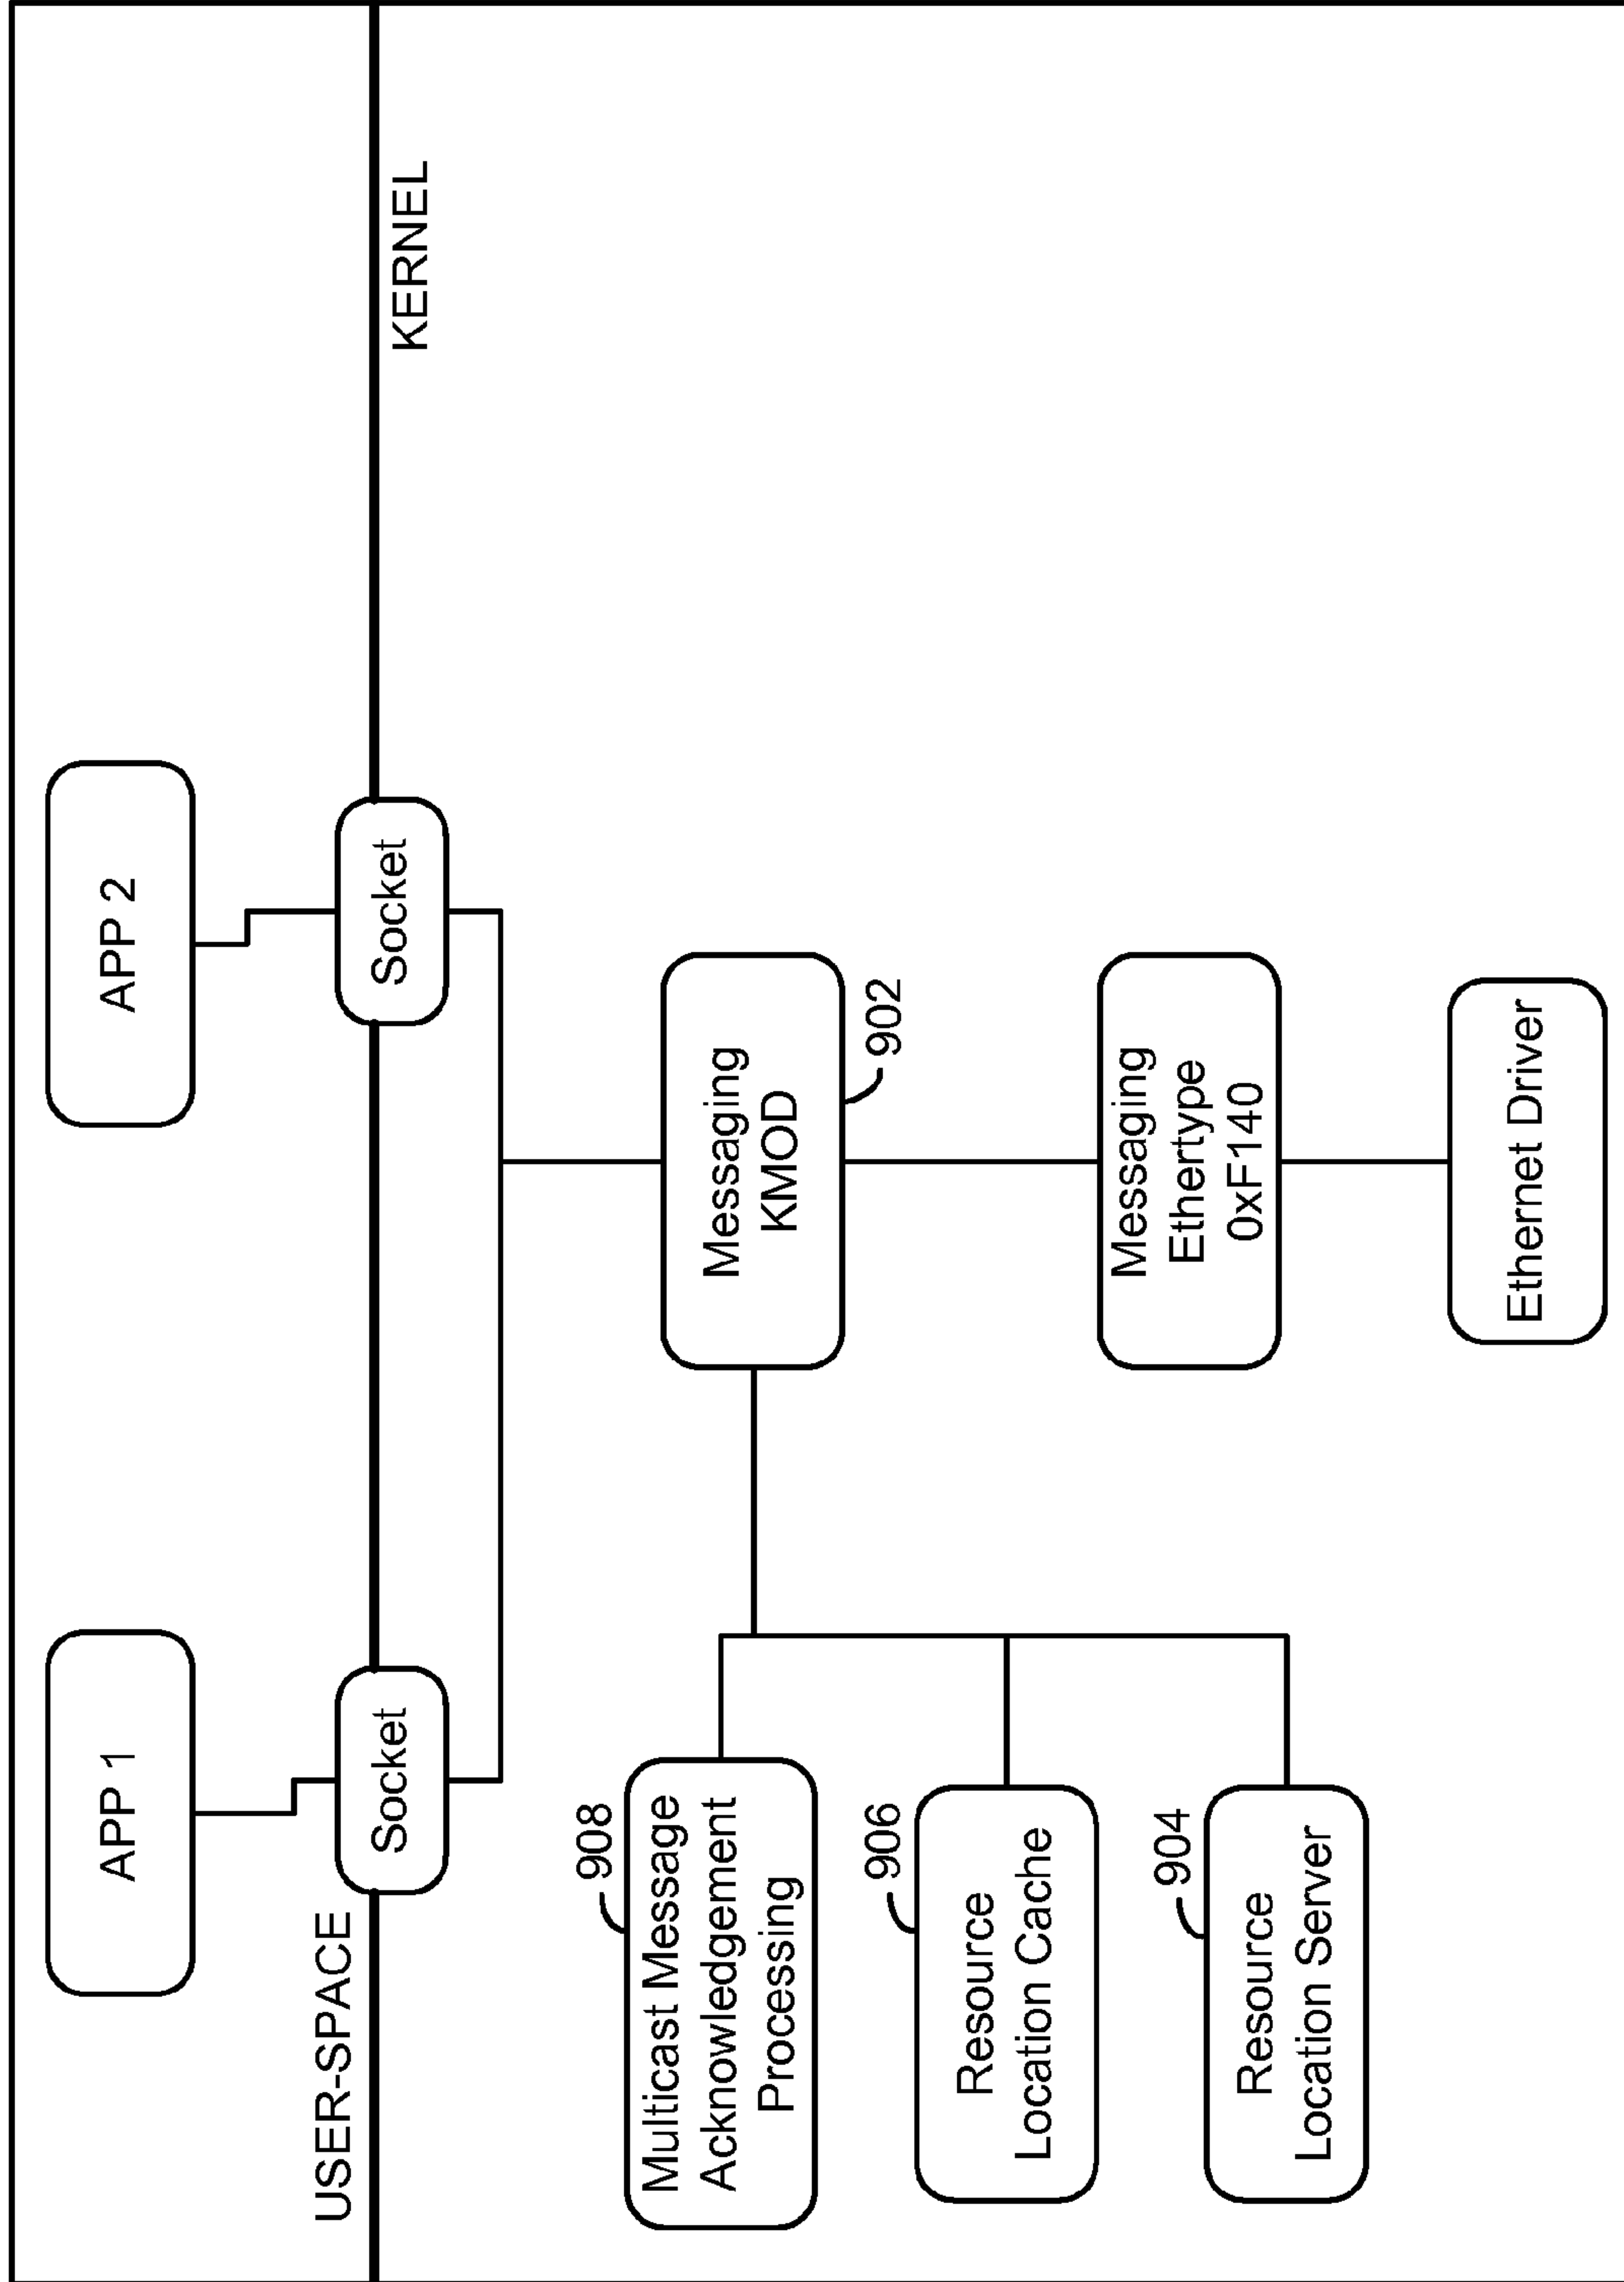 APP 1
APP 2
USER-SPACE
Socket
Socket
KERNEL
908
Multicast Message
Acknowledgement
Processing
Messaging
KMOD
902
906
Resource
Location Cache
904
Resource
Location Server
Messaging
Ethertype
0xF140
Ethernet Driver